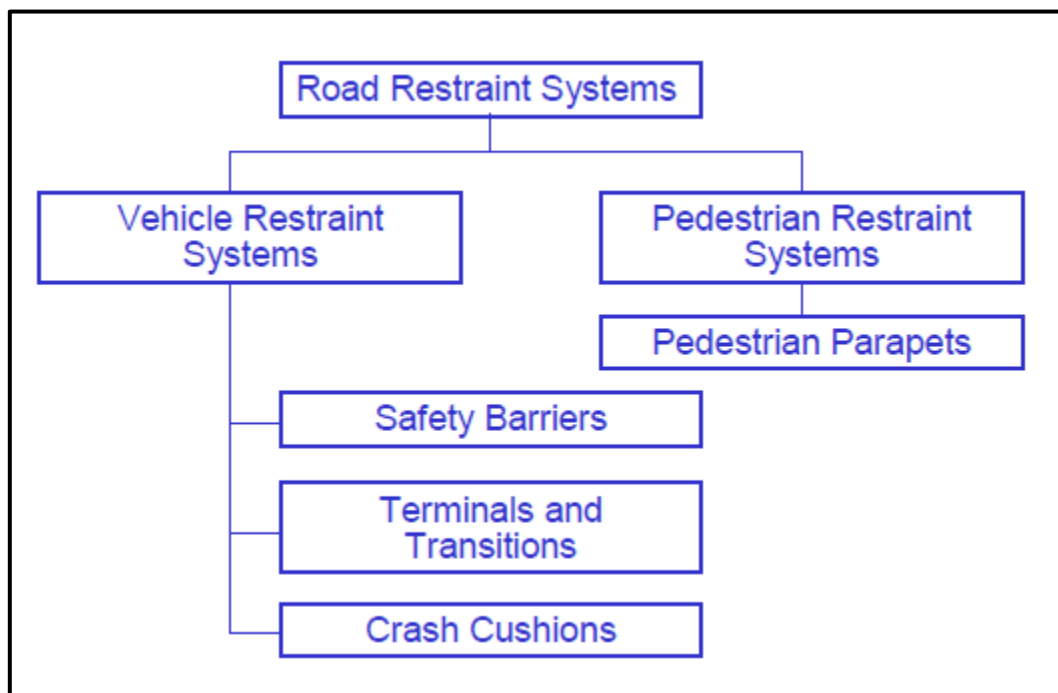 Road Restraint Systems
Vehicle Restraint
Systems
Pedestrian Restraint
Systems
Pedestrian Parapets
Safety Barriers
Terminals and
Transitions
Crash Cushions